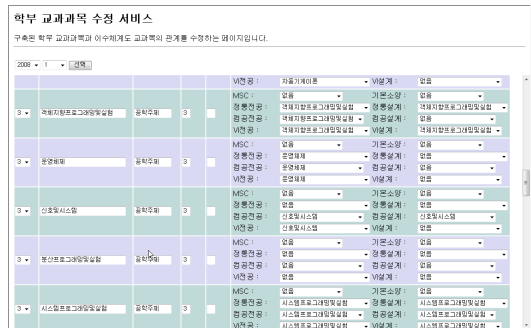 학부 교과과목 수정 서비스
구축된 학부 교과과목과 이수체계도 교과목의 관계를 수정하는 페이지입니다.
2008 1 선택
VI전공 : 자동기계이론 VI설계 : 없음
MSC : 없음 기본소양 : 없음
정통전공 : 객체지향프로그래밍및실험 정통설계 : 객체지향프로그래밍및실험
3 객체지향프로그래밍및실험 공학주제 3
컴공전공 : 객체지향프로그래밍및실험 컴공설계 : 없음
VI전공 : 객체지향프로그래밍및실험 VI설계 : 객체지향프로그래밍및실험
MSC : 없음 기본소양 : 없음
정통전공 : 운영체제 정통설계 : 없음
3 운영체제 공학주제 3
컴공전공 : 운영체제 컴공설계 : 없음
VI전공 : 운영체제 VI설계 : 없음
MSC : 없음 기본소양 : 없음
정통전공 : 없음 정통설계 : 없음
3 신호및시스템 공학주제 3
컴공전공 : 신호및시스템 컴공설계 : 신호및시스템
VI전공 : 신호및시스템 VI설계 : 없음
MSC : 없음 기본소양 : 없음
정통전공 : 없음 정통설계 : 없음
3 분산프로그래밍및실험 공학주제 3
컴공전공 : 없음 컴공설계 : 없음
VI전공 : 없음 VI설계 : 없음
MSC : 없음 기본소양 : 없음
정통전공 : 시스템프로그래밍및실험 정통설계 : 시스템프로그래밍및실험
3 시스템프로그래밍및실험 공학주제 3
컴공전공 : 시스템프로그래밍및실험 컴공설계 : 시스템프로그래밍및실험
VI전공 : 시스템프로그래밍및실험 VI설계 : 시스템프로그래밍및실험